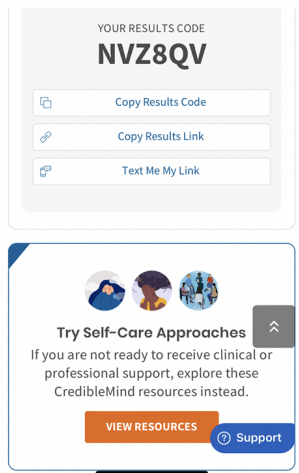 YOUR RESULTS CODE
NVZ8QV
Copy Results Code
Copy Results Link
Text Me My Link
Try Self-Care Approaches
If you are not ready to receive clinical or
professional support, explore these
CredibleMind resources instead.
VIEW RESOURCES
Support